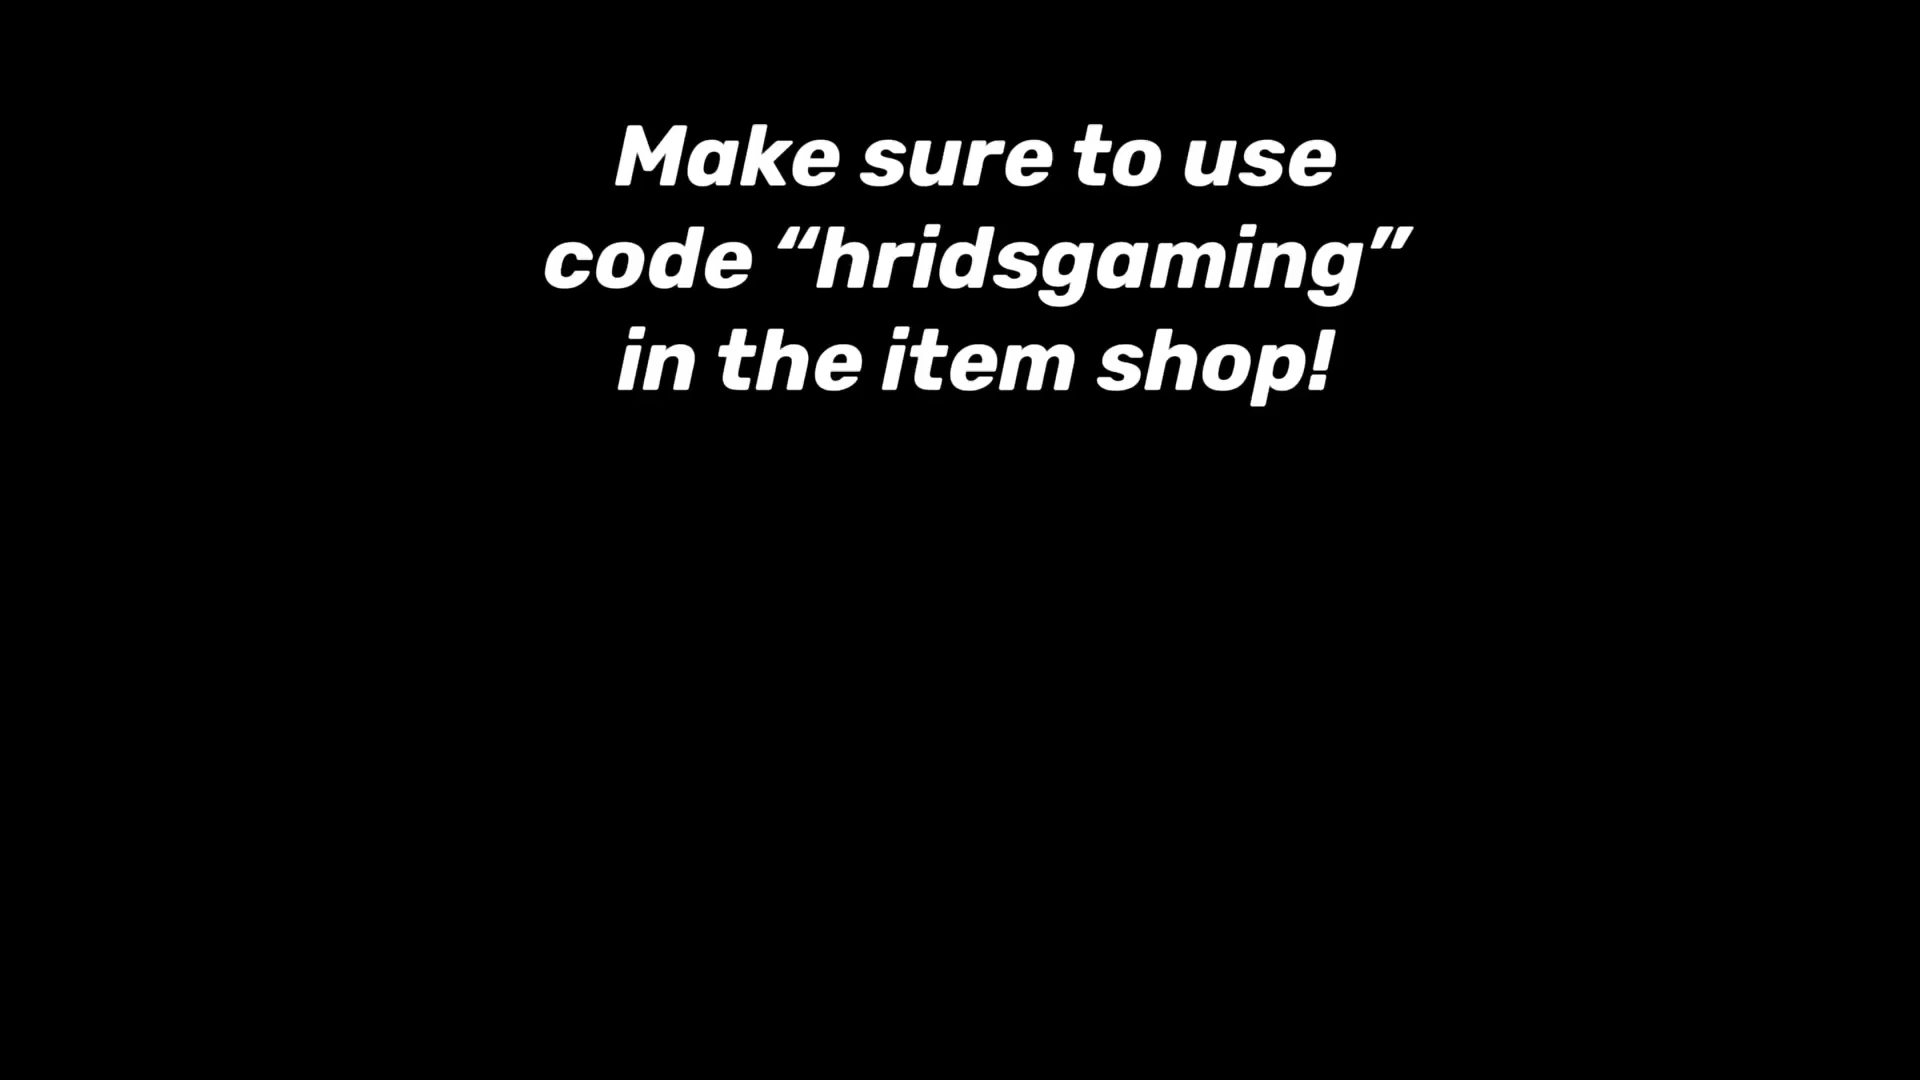 Make sure to use
code “hridsgaming”
in the item shop!